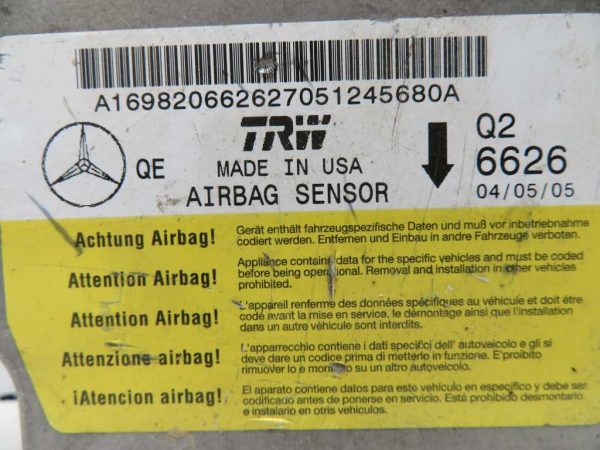 A169820662627051245680A
TRW
QE
MADE IN USA
AIRBAG SENSOR
Q2
6626
04/05/05
Achtung Airbag!
Gerät enthält fahrzeugspezifische Daten und muß vor inbetriebnahme
codiert werden. Entfernen und Einbau in andre Fahrzeuge verboten.
Attention Airbag!
Appliance contains data for the specific vehicles and must be coded
before being operational. Removal and installation in other vehicles
prohibited.
Attention Airbag!
L'appareil renferme des données spécifiques au véhicule et doit étre
codé avant la mise en service. le démontage ainsi que l'installation
dans un autre véhicule sont interdits.
Attenzione airbag!
L'apparrecchio contiene i dati specifici dell' autoveicolo e gli si
deve dare un codice prima di metterlo in funzione. E'proibito
rimuover lo e montarlo su un altro autoveicolo.
¡Atencion airbag!
El aparato contiene datos para este vehículo en específico y debe ser
codificado antes de ponerse en servicio. Está prohibido desmontarlo
e instalarlo en otris vehículos.